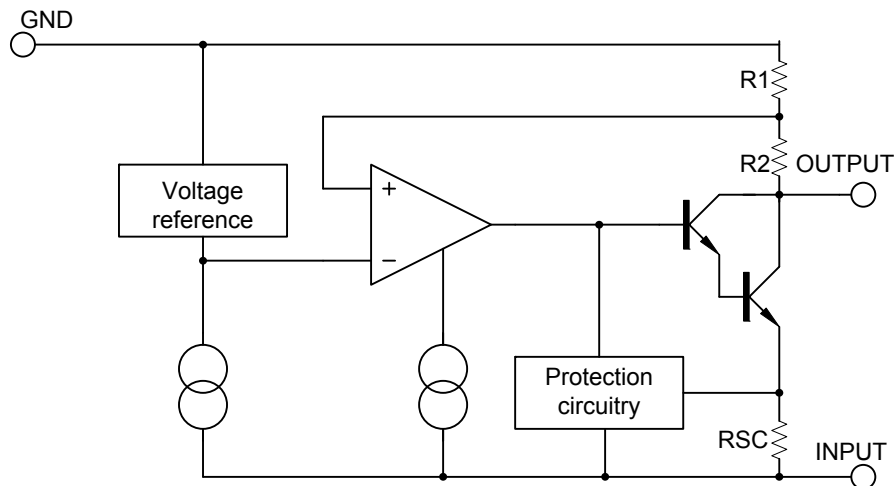 GND
R1
R2
OUTPUT
Voltage
reference
+
−
Protection
circuitry
RSC
INPUT